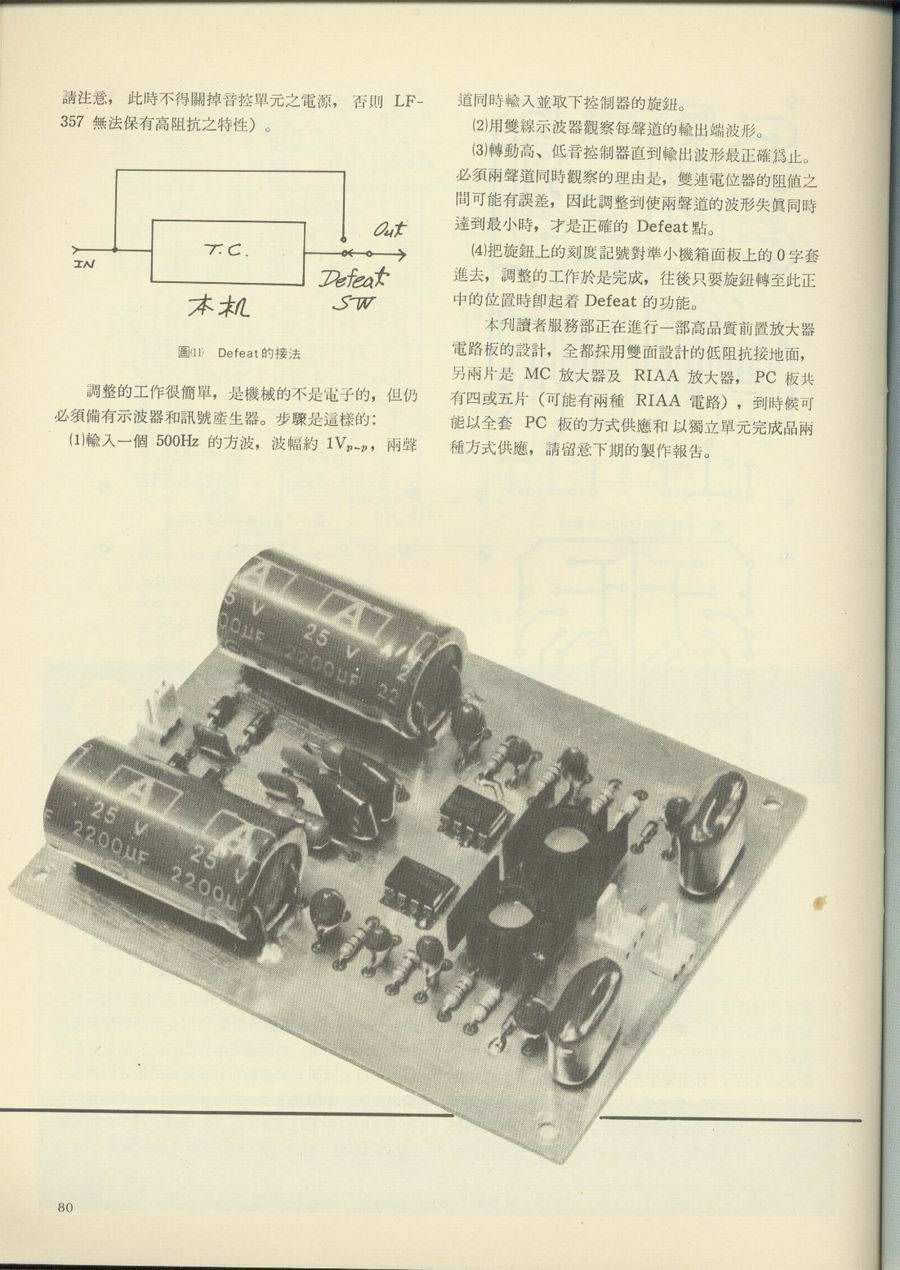 請注意， 此時不得關掉音控單元之電源， 否則 LF-
357 無法保有高阻抗之特性）。
IN
T.C.
Out
Defeat
SW
本机
圖(11) Defeat的接法
調整的工作很簡單，是機械的不是電子的，但仍
必須備有示波器和訊號產生器。步驟是這樣的：
(1)輸入一個 500Hz 的方波，波幅約 1Vp-p，兩聲
道同時輸入並取下控制器的旋鈕。
(2)用雙線示波器觀察每聲道的輸出端波形。
(3)轉動高、低音控制器直到輸出波形最正確爲止。
必須兩聲道同時觀察的理由是，雙連電位器的阻值之
間可能有誤差，因此調整到使兩聲道的波形失眞同時
達到最小時，才是正確的 Defeat點。
(4)把旋鈕上的刻度記號對準小機箱面板上的 0 字套
進去，調整的工作於是完成，往後只要旋鈕轉至此正
中的位置時卽起着 Defeat 的功能。
本刋讀者服務部正在進行一部高品質前置放大器
電路板的設計，全都採用雙面設計的低阻抗接地面，
另兩片是 MC 放大器及 RIAA 放大器， PC 板共
有四或五片（可能有兩種 RIAA 電路），到時候可
能以全套 PC 板的方式供應和以獨立單元完成品兩
種方式供應，請留意下期的製作報告。
A
A
5 V
25 V
00μF
2200μF
22
A
A
25 V
25 V
2200μF
2200μ
80